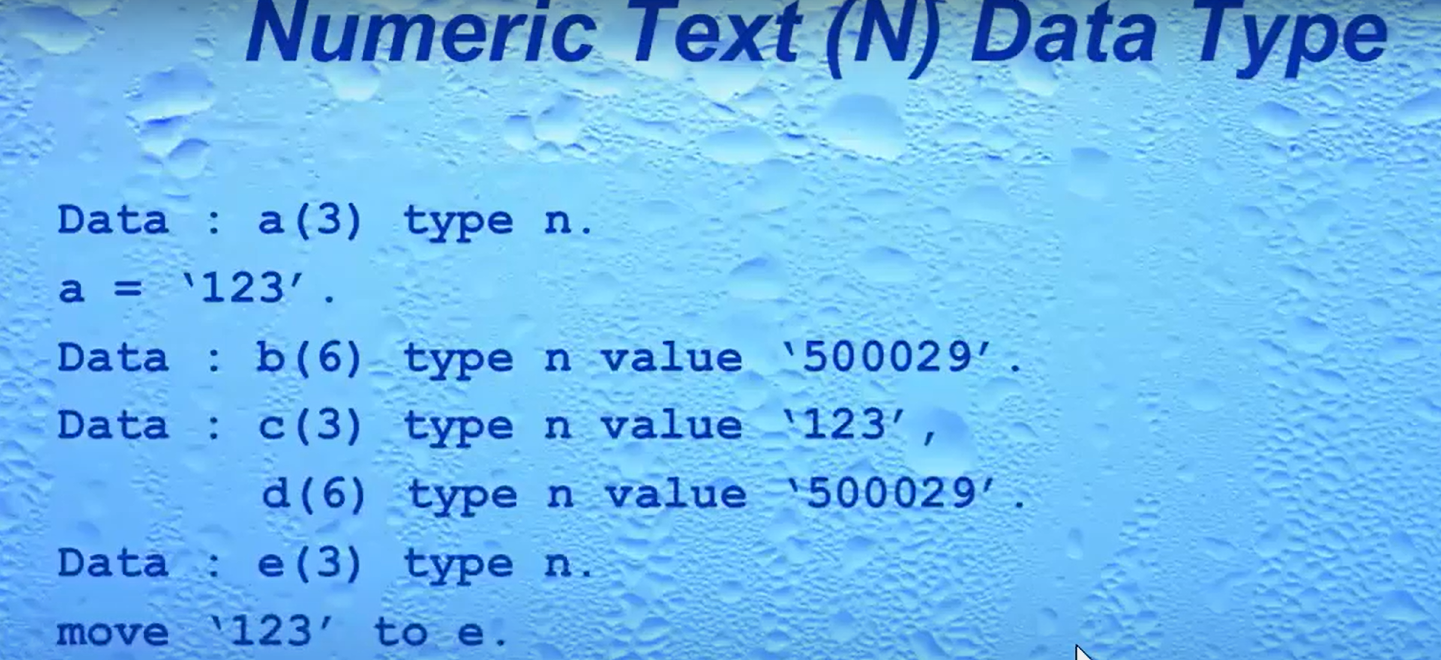 Numeric Text (N) Data Type
Data : a(3) type n.
a = ‘123’.
Data : b(6) type n value ‘500029’.
Data : c(3) type n value ‘123’,
d(6) type n value ‘500029’.
Data : e(3) type n.
move ‘123’ to e.